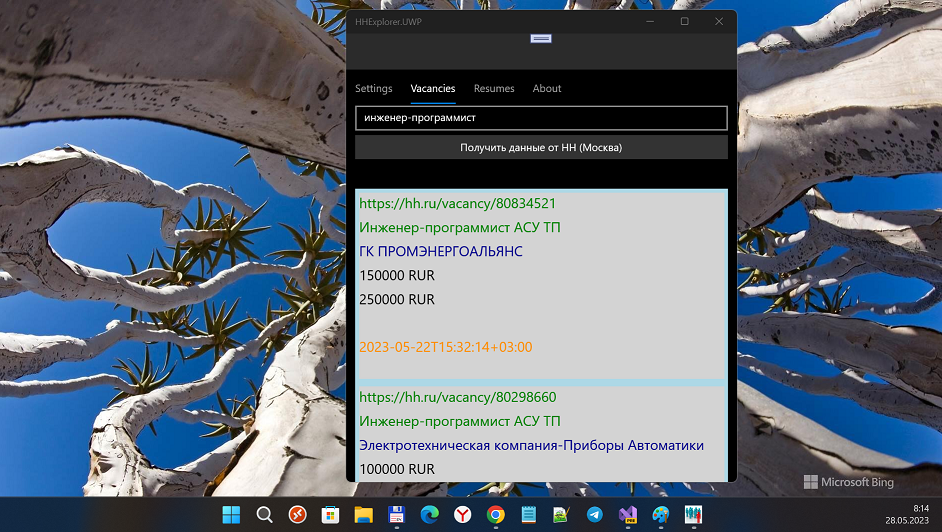 HHExplorer.UWP
Settings Vacancies Resumes About
инженер-программист
Получить данные от HH (Москва)
https://hh.ru/vacancy/80834521
Инженер-программист АСУ ТП
ГК ПРОМЭНЕРГОАЛЬЯНС
150000 RUR
250000 RUR
2023-05-22T15:32:14+03:00
https://hh.ru/vacancy/80298660
Инженер-программист АСУ ТП
Электротехническая компания-Приборы Автоматики
100000 RUR
Microsoft Bing
8:14
28.05.2023